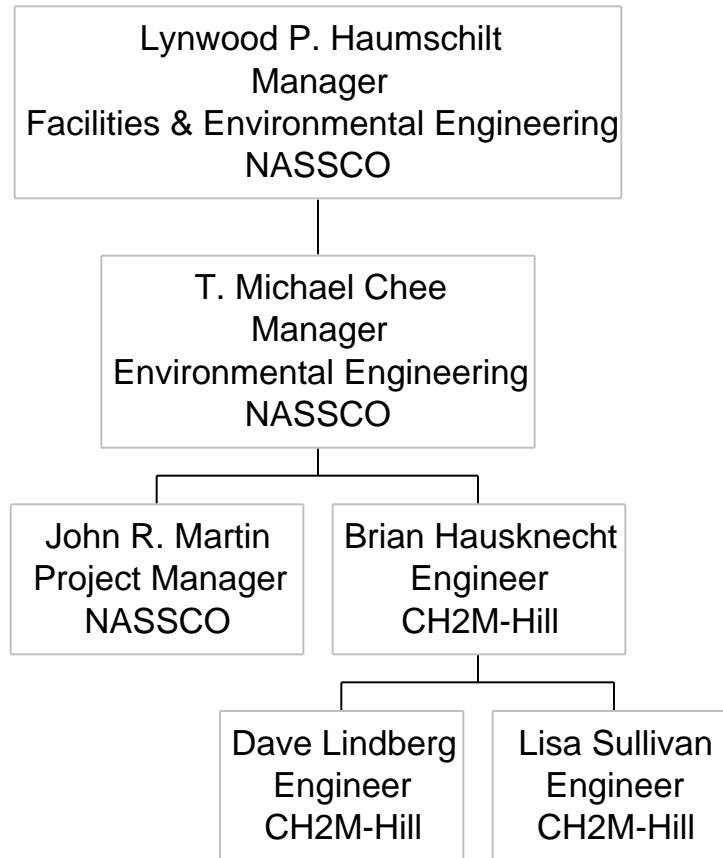 Lynwood P. Haumschilt
Manager
Facilities & Environmental Engineering
NASSCO
T. Michael Chee
Manager
Environmental Engineering
NASSCO
John R. Martin
Project Manager
NASSCO
Brian Hausknecht
Engineer
CH2M-Hill
Dave Lindberg
Engineer
CH2M-Hill
Lisa Sullivan
Engineer
CH2M-Hill